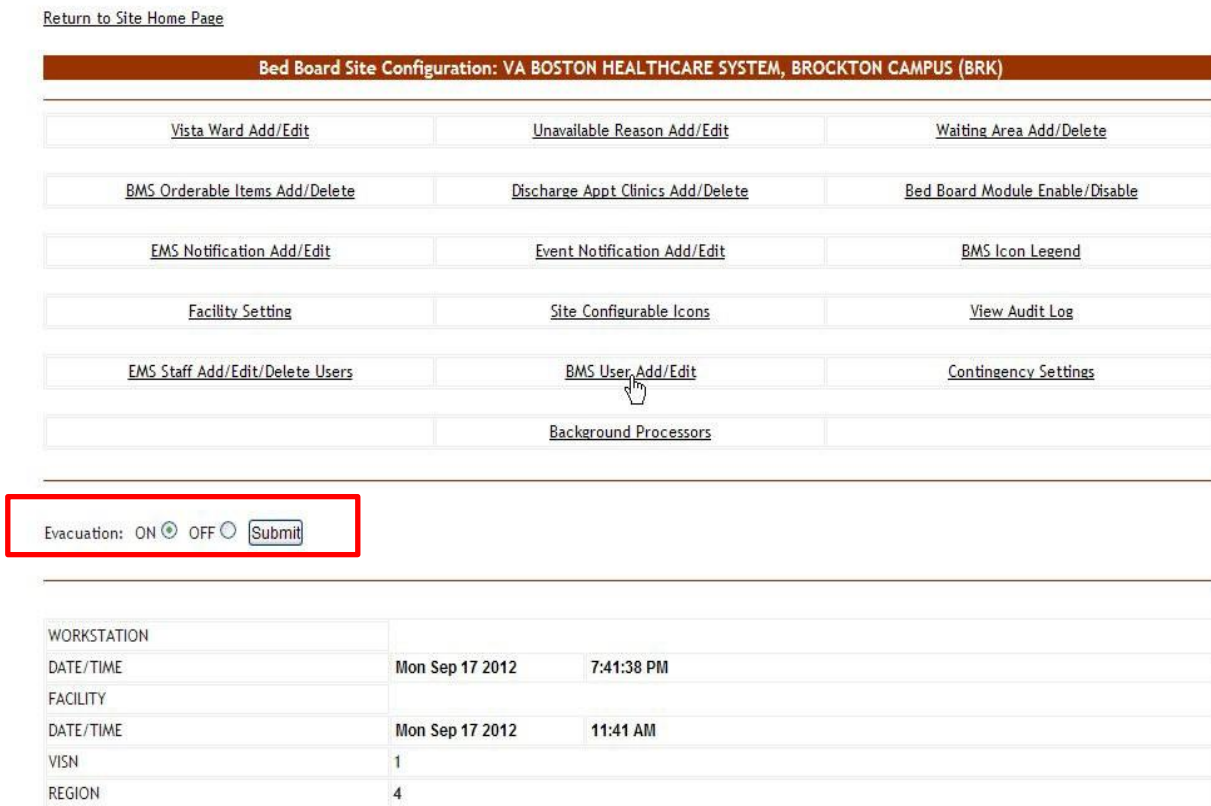 Return to Site Home Page
Bed Board Site Configuration: VA BOSTON HEALTHCARE SYSTEM, BROCKTON CAMPUS (BRK)
Vista Ward Add/Edit Unavailable Reason Add/Edit Waiting Area Add/Delete
BMS Orderable Items Add/Delete Discharge Appt Clinics Add/Delete Bed Board Module Enable/Disable
EMS Notification Add/Edit Event Notification Add/Edit BMS Icon Legend
Facility Setting Site Configurable Icons View Audit Log
EMS Staff Add/Edit/Delete Users BMS User Add/Edit Contingency Settings
Background Processors
Evacuation: ON OFF Submit
WORKSTATION
DATE/TIME Mon Sep 17 2012 7:41:38 PM
FACILITY
DATE/TIME Mon Sep 17 2012 11:41 AM
VISN 1
REGION 4